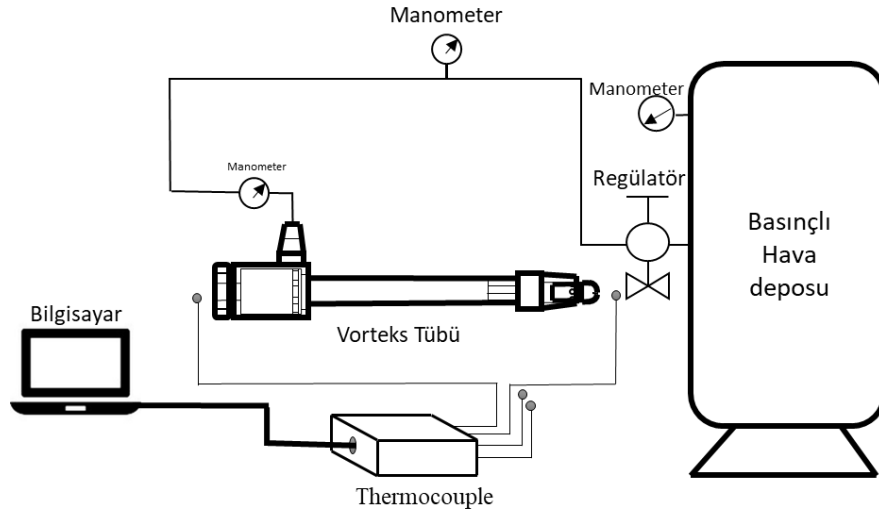 Manometer
Manometer
Manometer
Regülatör
Basınçlı
Hava
deposu
Bilgisayar
Vorteks Tübü
Thermocouple